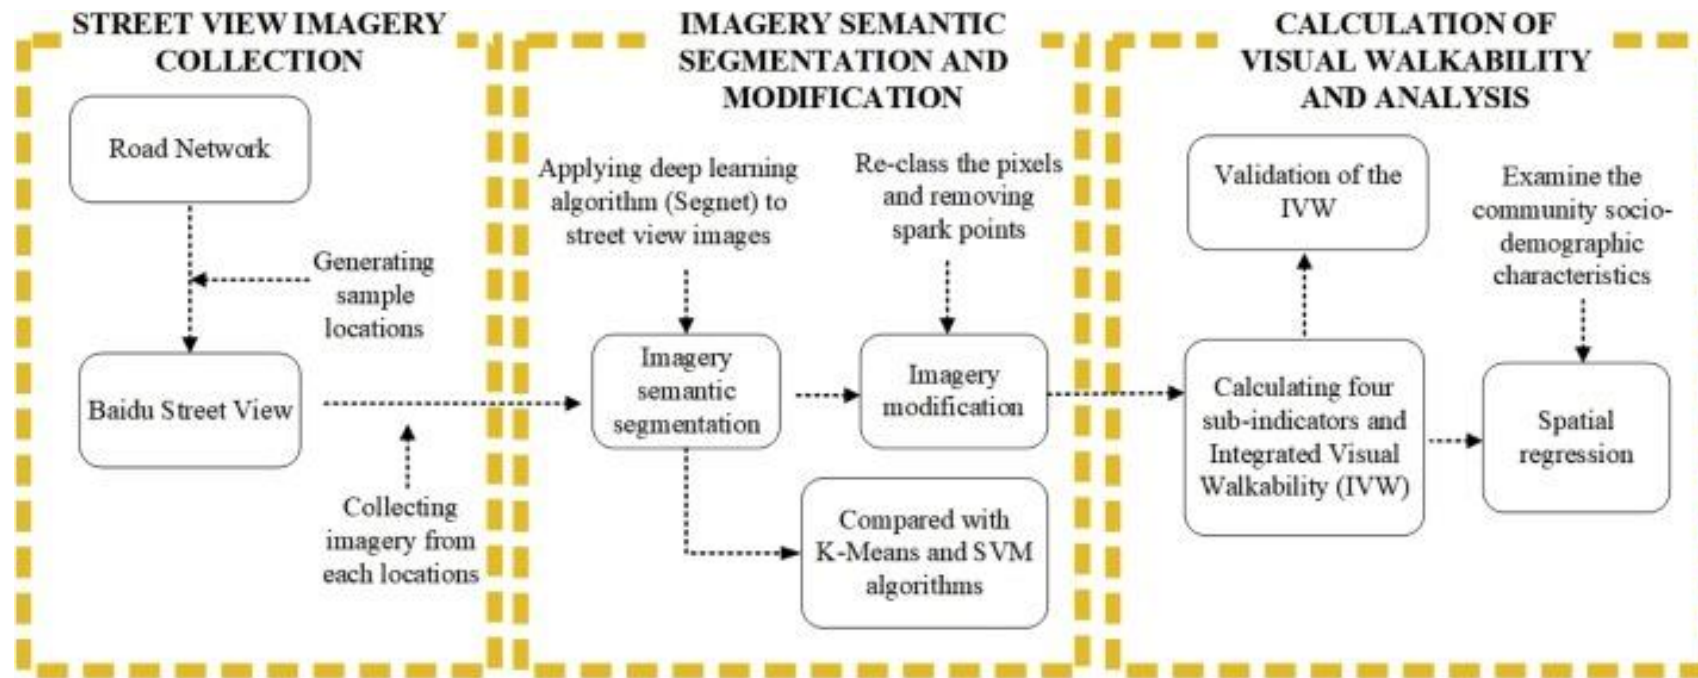 STREET VIEW IMAGERY
COLLECTION
Road Network
Generating
sample
locations
Baidu Street View
Collecting
imagery from
each locations
IMAGERY SEMANTIC
SEGMENTATION AND
MODIFICATION
Applying deep learning
algorithm (Segnet) to
street view images
Re-class the pixels
and removing
spark points
Imagery
semantic
segmentation
Imagery
modification
Compared with
K-Means and SVM
algorithms
CALCULATION OF
VISUAL WALKABILITY
AND ANALYSIS
Validation of the
IVW
Examine the
community socio-
demographic
characteristics
Calculating four
sub-indicators and
Integrated Visual
Walkability (IVW)
Spatial
regression